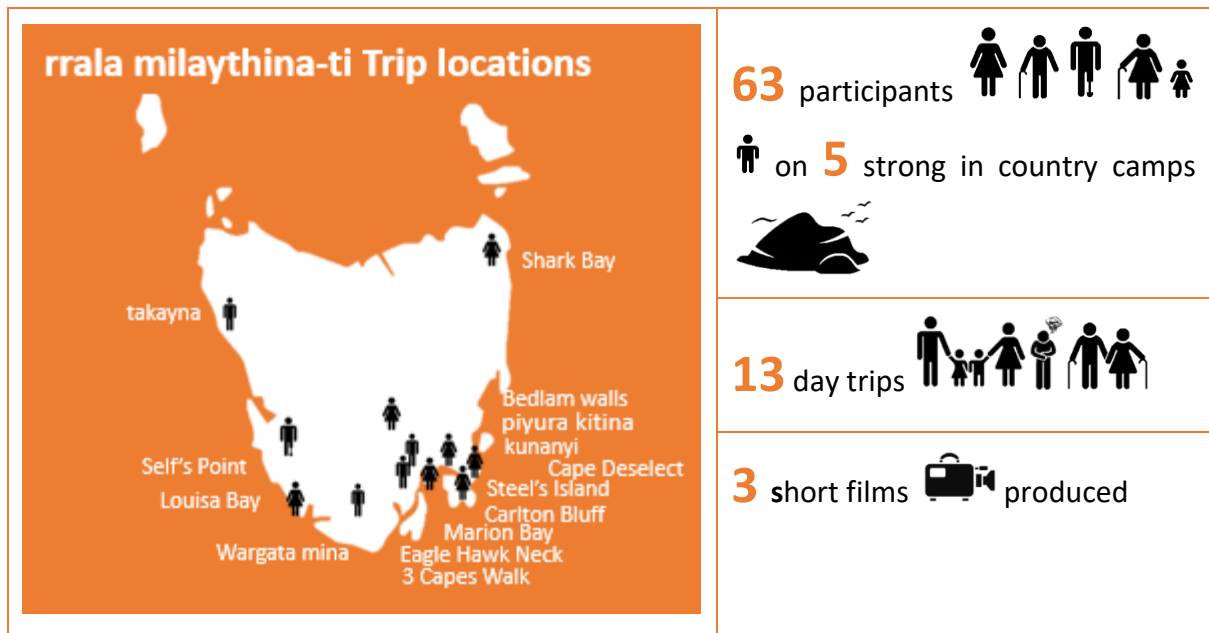 rrala milaythina-ti Trip locations
Shark Bay
takayna
Bedlam walls
piyura kitina
kunanyi
Self's Point
Cape Deselect
Louisa Bay
Steel's Island
Carlton Bluff
Marion Bay
Wargata mina
Eagle Hawk Neck
3 Capes Walk
63 participants
on 5 strong in country camps
13 day trips
3 short films produced